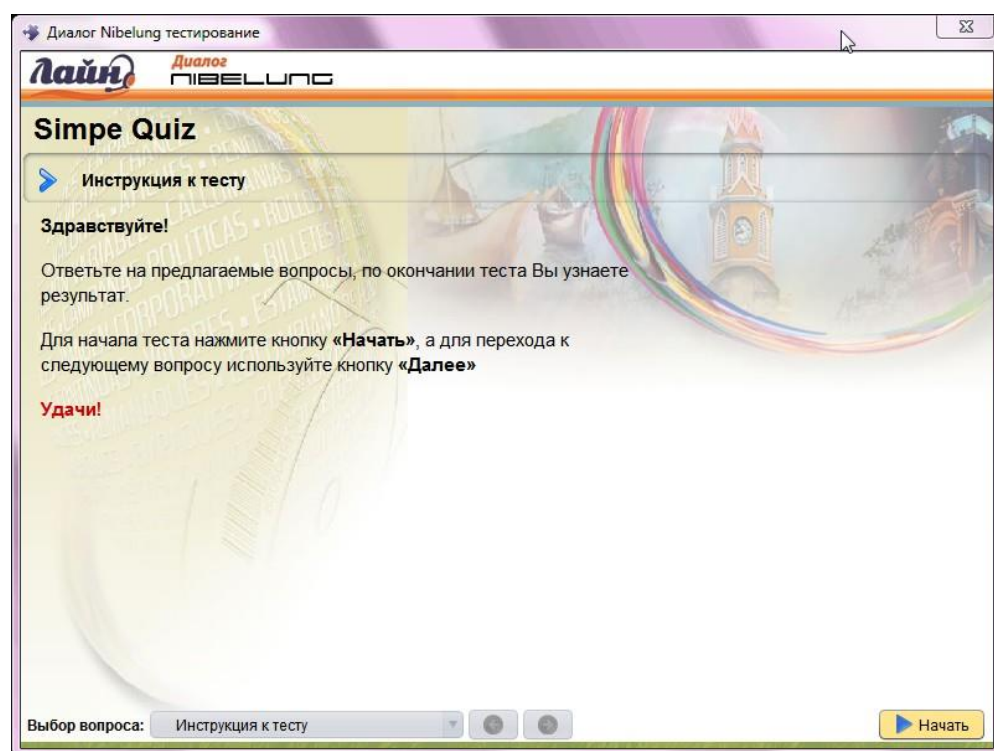 Диалог Nibelung тестирование
Лайн
Диалог
NIBELUNG
Simpe Quiz
Инструкция к тесту
Здравствуйте!
Ответьте на предлагаемые вопросы, по окончании теста Вы узнаете
результат.
Для начала теста нажмите кнопку «Начать», а для перехода к
следующему вопросу используйте кнопку «Далее»
Удачи!
Выбор вопроса:
Инструкция к тесту
Начать